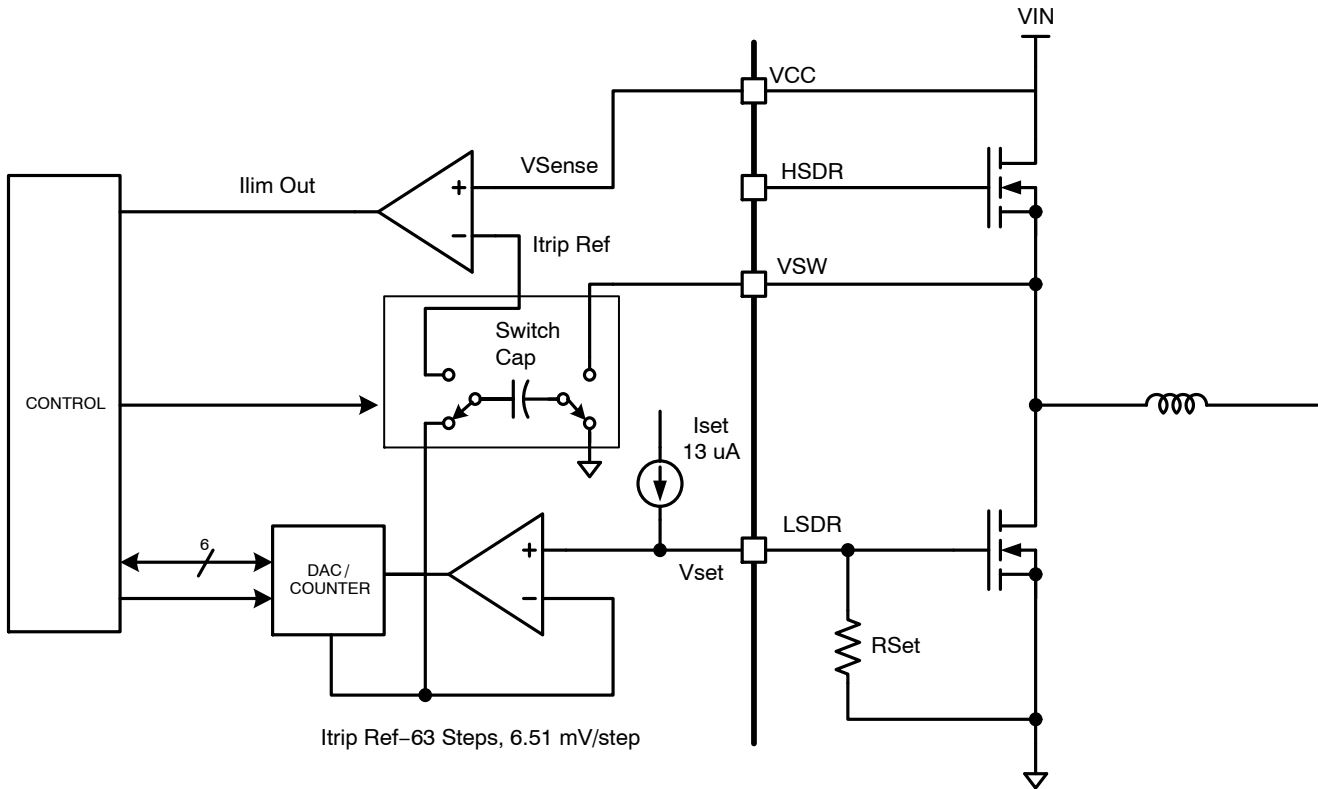 VIN
VCC
VSense
HSDR
Ilim Out
+
−
Itrip Ref
VSW
Switch
Cap
CONTROL
Iset
13 uA
LSDR
6
DAC/
COUNTER
+
−
Vset
RSet
Itrip Ref−63 Steps, 6.51 mV/step